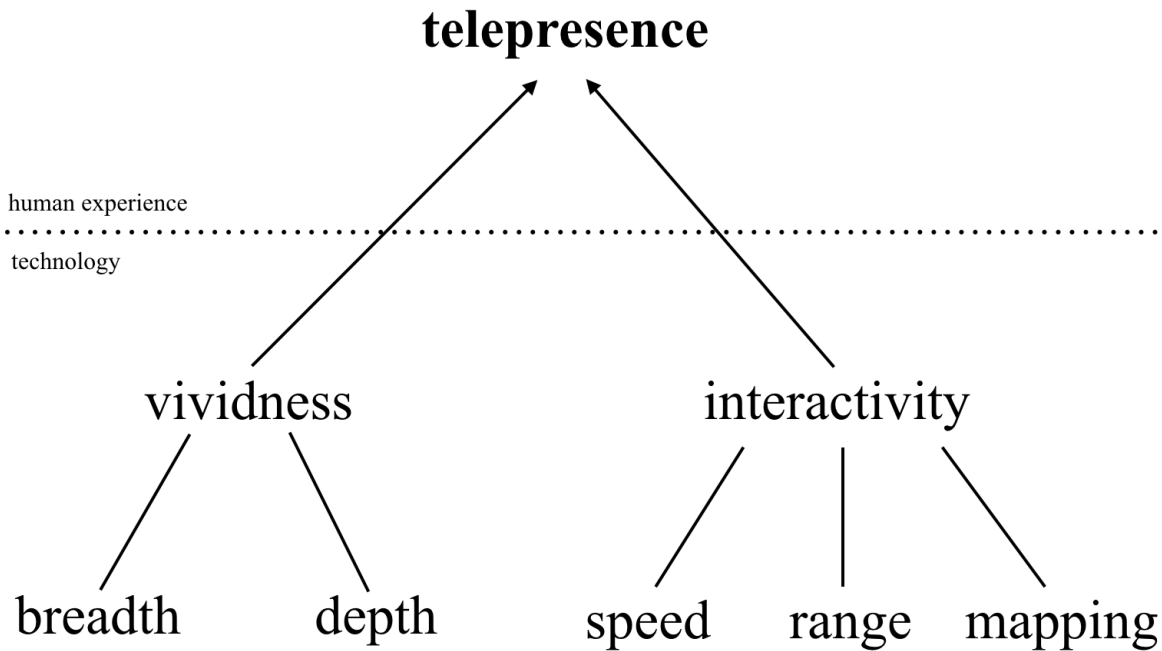 telepresence
human experience
technology
vividness
interactivity
breadth
depth
speed
range
mapping